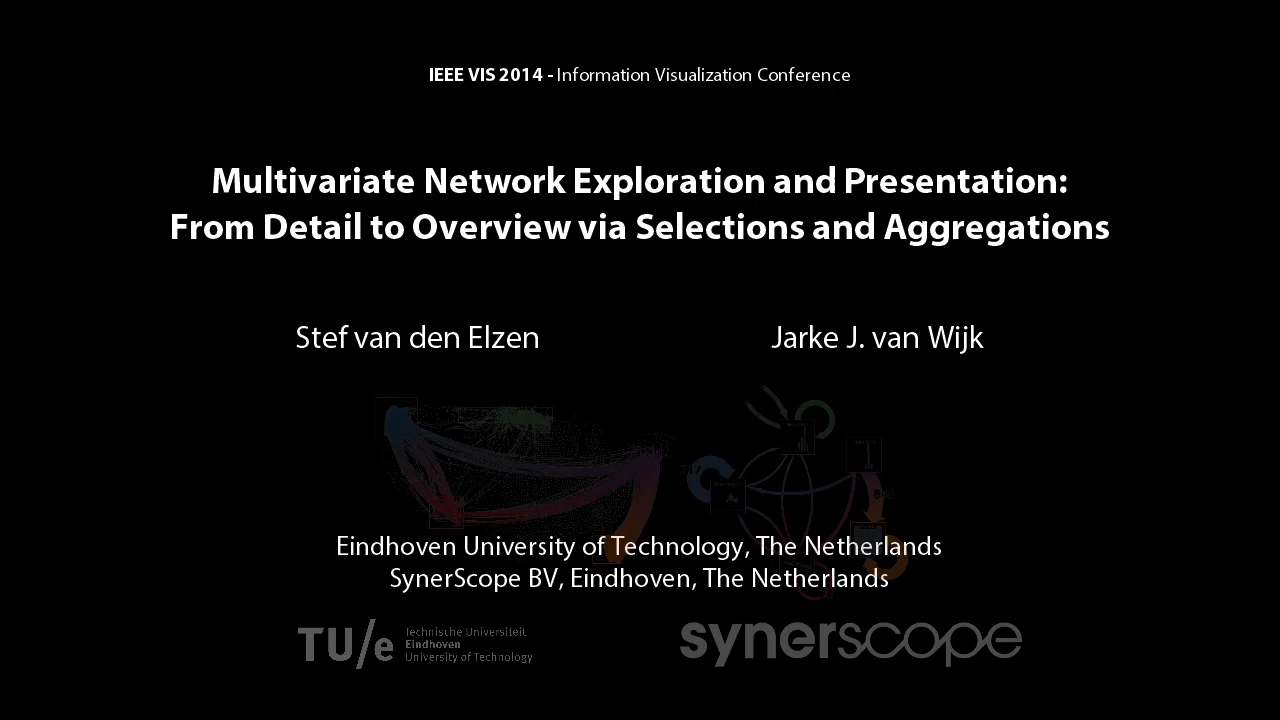 IEEE VIS 2014 - Information Visualization Conference
Multivariate Network Exploration and Presentation:
From Detail to Overview via Selections and Aggregations
Stef van den Elzen
Jarke J. van Wijk
Eindhoven University of Technology, The Netherlands
SynerScope BV, Eindhoven, The Netherlands
TU/e
Technische Universiteit
Eindhoven
University of Technology
synerscope